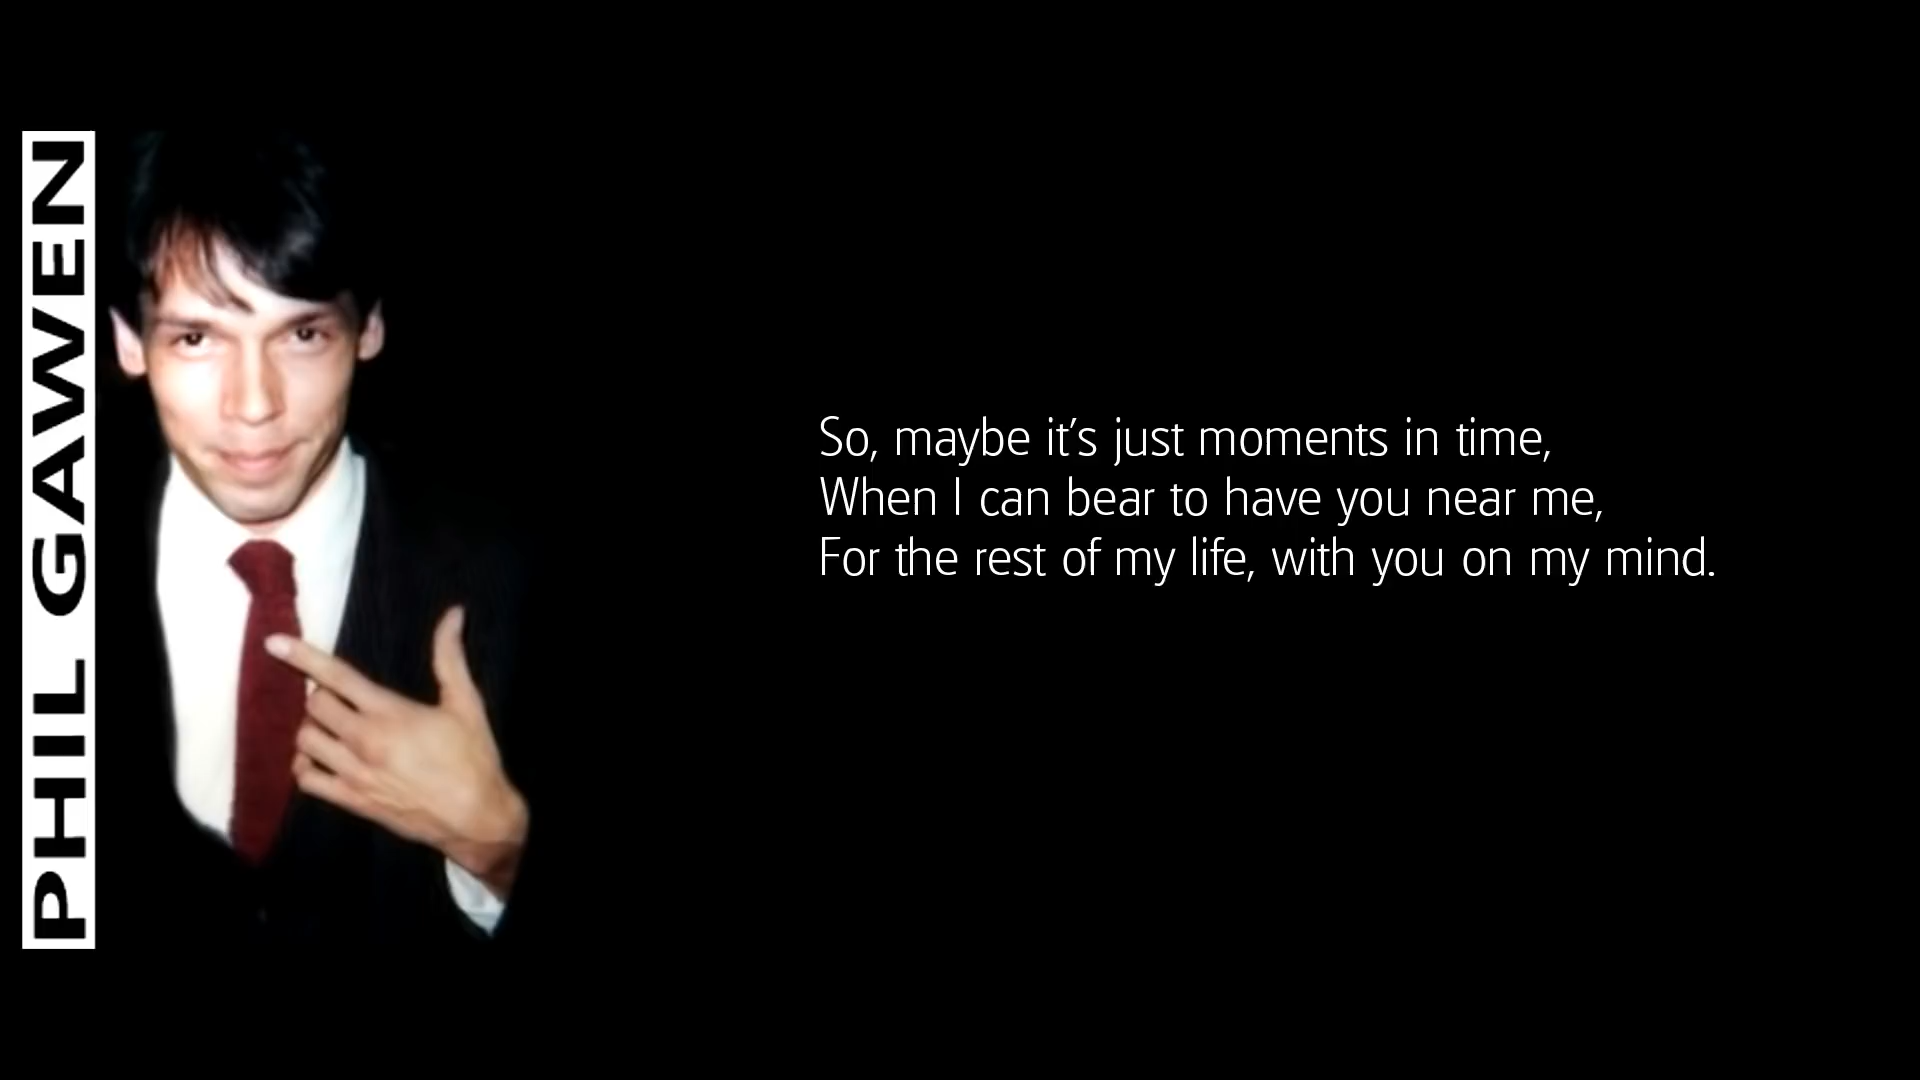 PHIL GAWEN
So, maybe it's just moments in time,
When I can bear to have you near me,
For the rest of my life, with you on my mind.